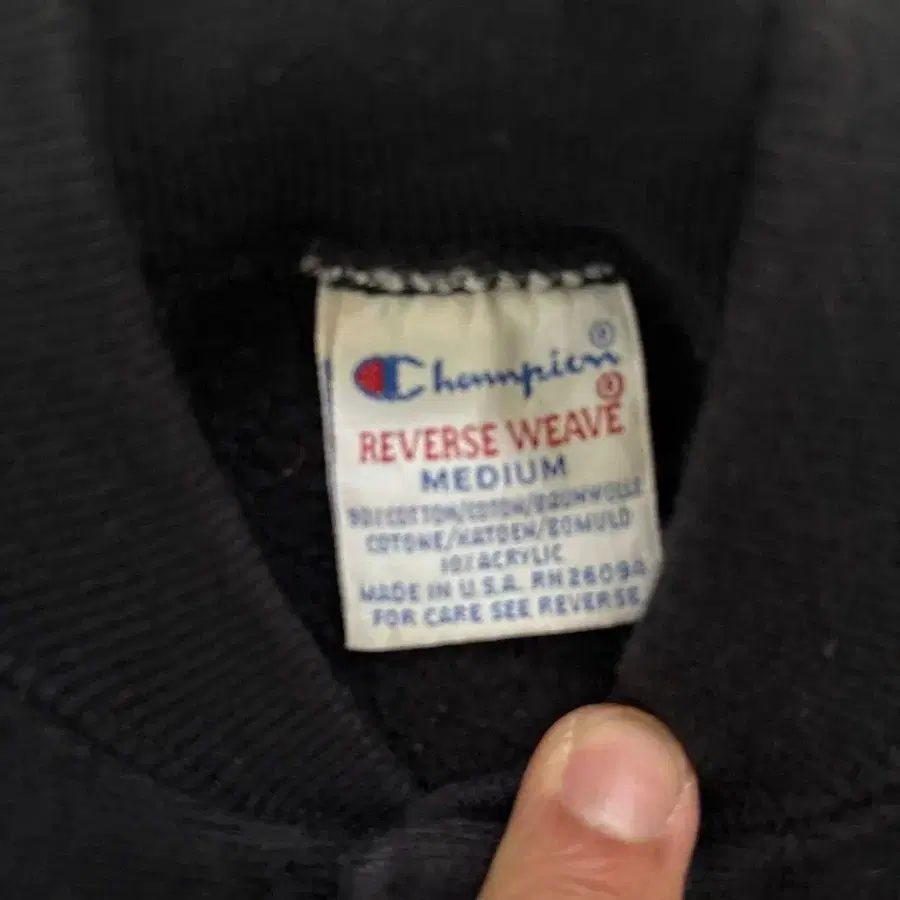 Champion ®
REVERSE WEAVE ®
MEDIUM
90% COTTON/COTON/BAUMWOLLE
COTONE/KATOEN/BOMULD
10% ACRYLIC
MADE IN U.S.A. RN 26094
FOR CARE SEE REVERSE